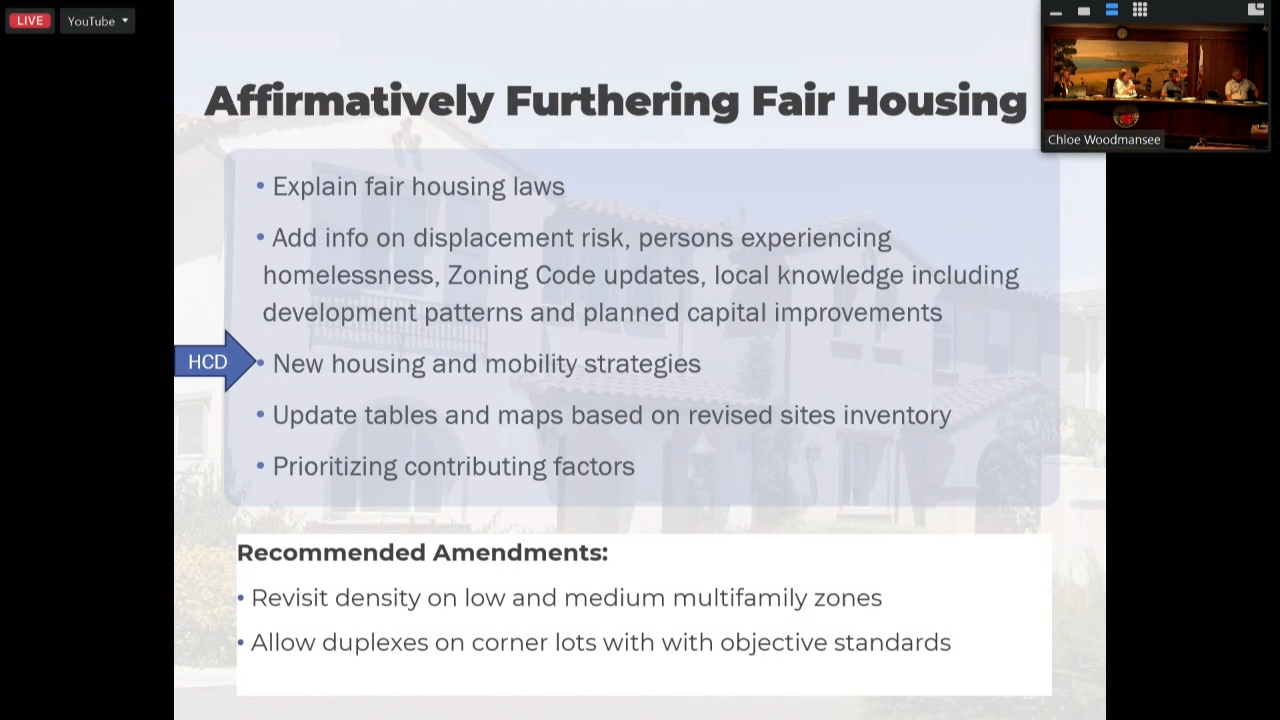 LIVE
YouTube
Affirmatively Furthering Fair Housing
Chloe Woodmansee
• Explain fair housing laws
• Add info on displacement risk, persons experiencing
homelessness, Zoning Code updates, local knowledge including
development patterns and planned capital improvements
HCD
• New housing and mobility strategies
• Update tables and maps based on revised sites inventory
• Prioritizing contributing factors
Recommended Amendments:
• Revisit density on low and medium multifamily zones
• Allow duplexes on corner lots with with objective standards